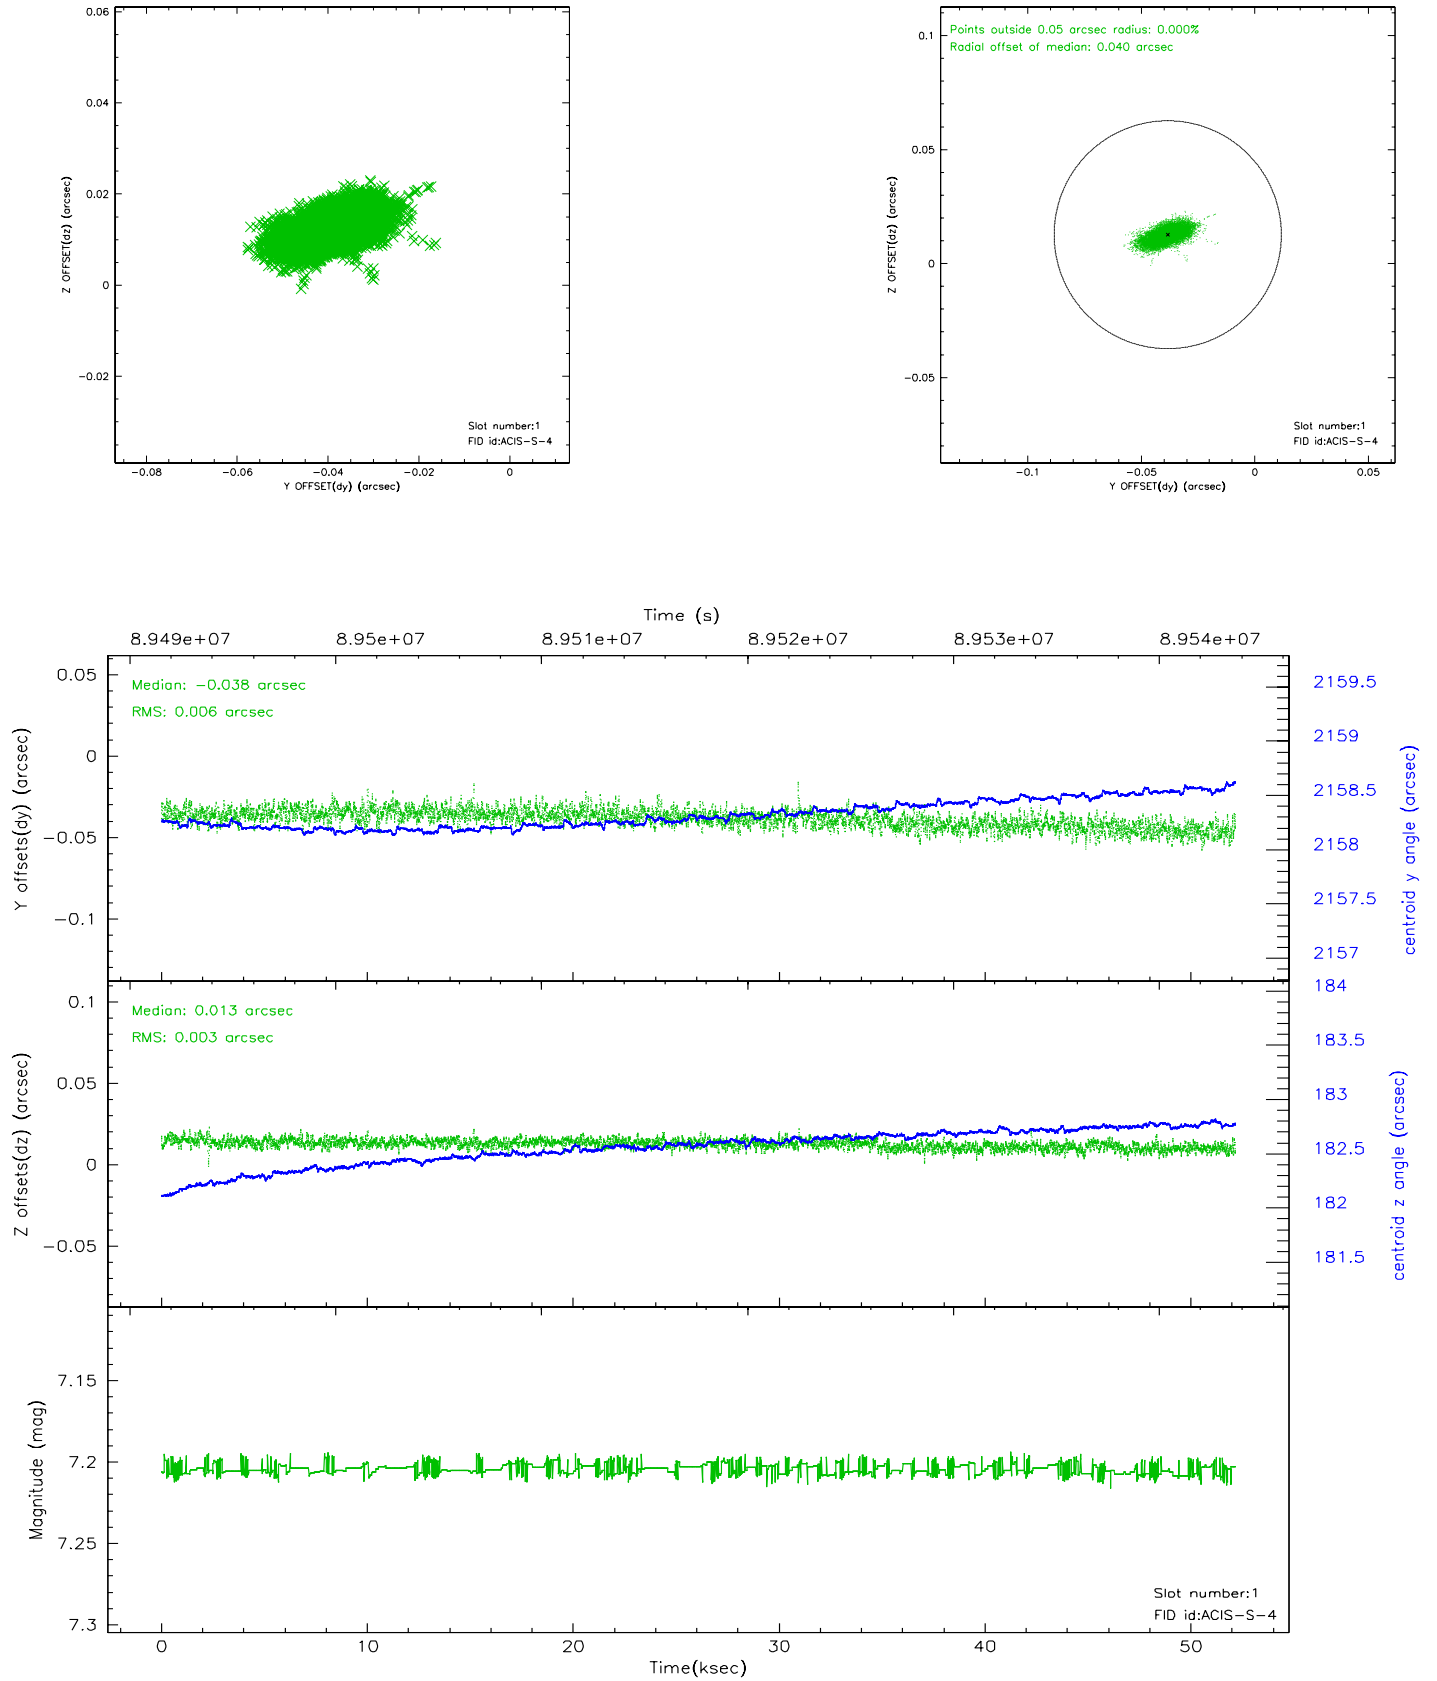 0.06
0.04
0.02
0
−0.02
Z OFFSET(dz) (arcsec)
Slot number:1
FID id:ACIS−S−4
−0.08 −0.06 −0.04 −0.02 0
Y OFFSET(dy) (arcsec)
Points outside 0.05 arcsec radius: 0.000%
Radial offset of median: 0.040 arcsec
0.1
0.05
0
−0.05
Z OFFSET(dz) (arcsec)
Slot number:1
FID id:ACIS−S−4
−0.1 −0.05 0 0.05
Y OFFSET(dy) (arcsec)
Time (s)
8.949e+07 8.95e+07 8.951e+07 8.952e+07 8.953e+07 8.954e+07
Median: −0.038 arcsec
RMS: 0.006 arcsec
0.05
0
−0.05
−0.1
Y offsets(dy) (arcsec)
2159.5
2159
2158.5
2158
2157.5
2157
centroid y angle (arcsec)
Median: 0.013 arcsec
RMS: 0.003 arcsec
0.1
0.05
0
−0.05
Z offsets(dz) (arcsec)
184
183.5
183
182.5
182
181.5
centroid z angle (arcsec)
7.15
7.2
7.25
7.3
Magnitude (mag)
Slot number:1
FID id:ACIS−S−4
0 10 20 30 40 50
Time(ksec)